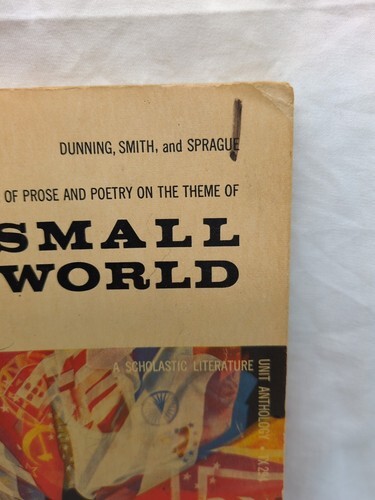 DUNNING, SMITH, and SPRAGUE
OF PROSE AND POETRY ON THE THEME OF
SMALL
WORLD
A SCHOLASTIC LITERATURE
UNIT ANTHOLOGY